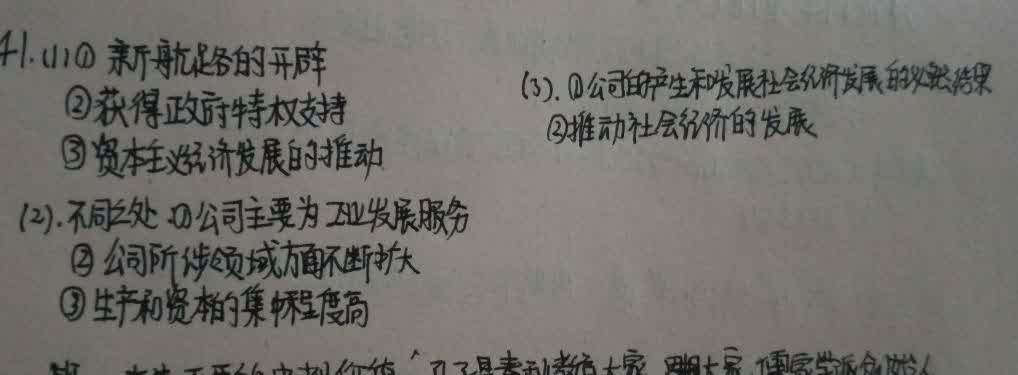 41.(1)① 新航路的开辟
②获得政府特权支持
③资本主义经济发展的推动
(2).不同之处 ①公司主要为工业发展服务
②公司所涉领域方面不断扩大
③生产和资本的集中程度高
(3).①公司的产生和发展社会经济发展的必然结果
②推动社会经济的发展